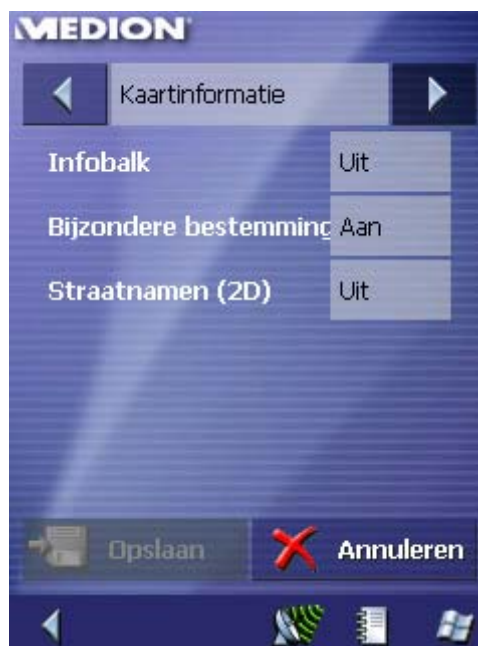 MEDION
Kaartinformatie
Infobalk Uit
Bijzondere bestemming Aan
Straatnamen (2D) Uit
Opslaan Annuleren